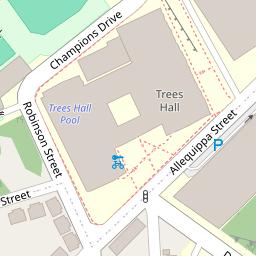 Champions Drive
Trees Hall
Pool
Trees
Hall
Robinson Street
Allequippa Street
P
Street
D